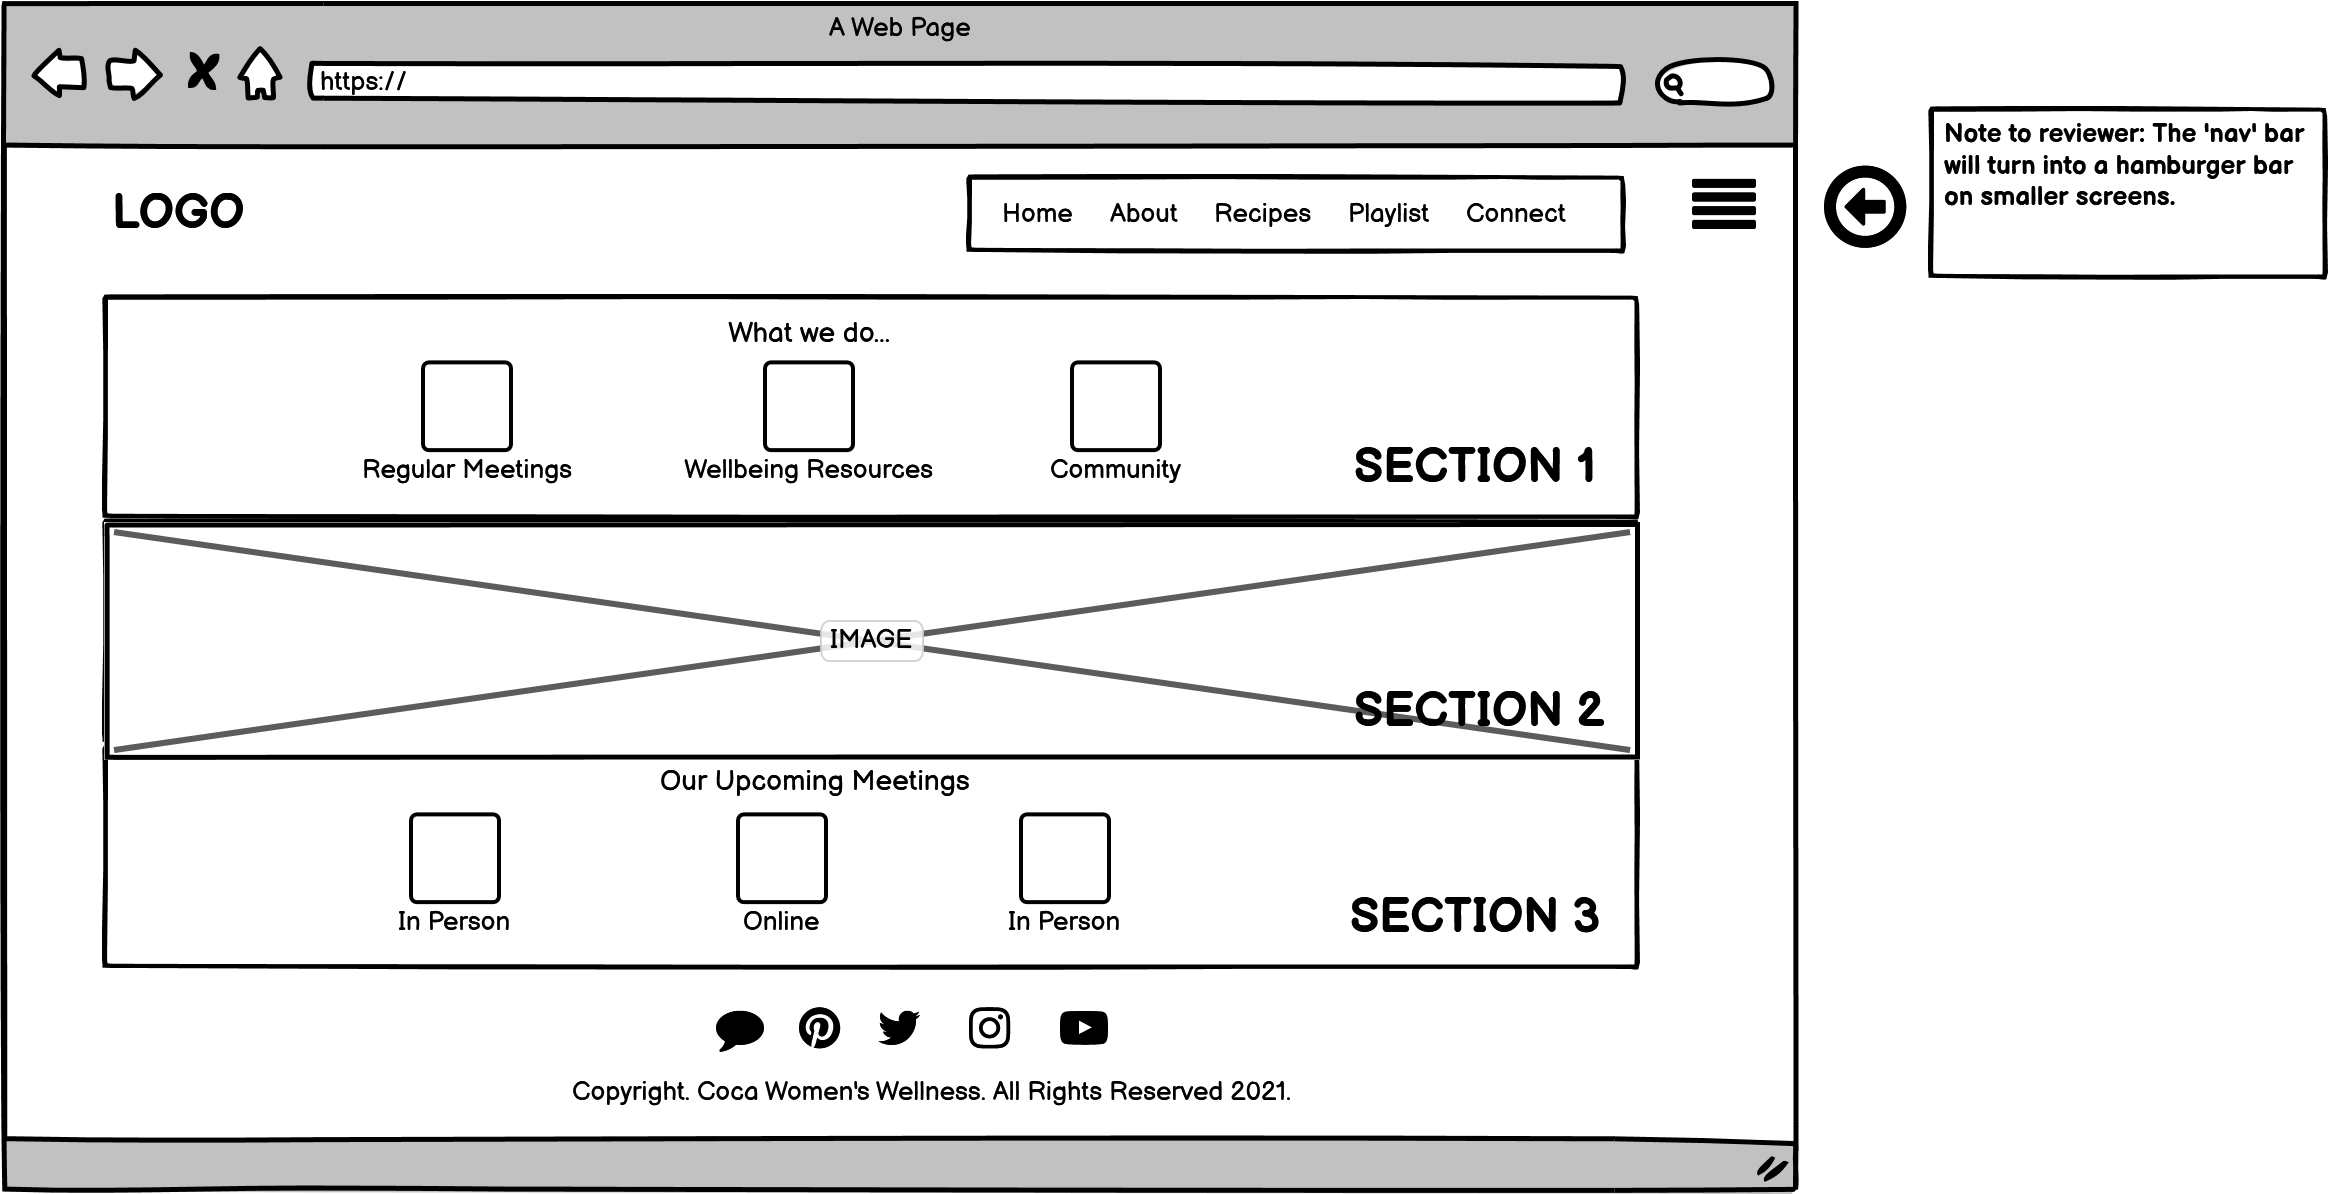 A Web Page
https://
Note to reviewer: The 'nav' bar
will turn into a hamburger bar
on smaller screens.
LOGO
Home About Recipes Playlist Connect
What we do...
Regular Meetings Wellbeing Resources Community
SECTION 1
IMAGE
SECTION 2
Our Upcoming Meetings
In Person Online In Person
SECTION 3
Copyright. Coca Women's Wellness. All Rights Reserved 2021.